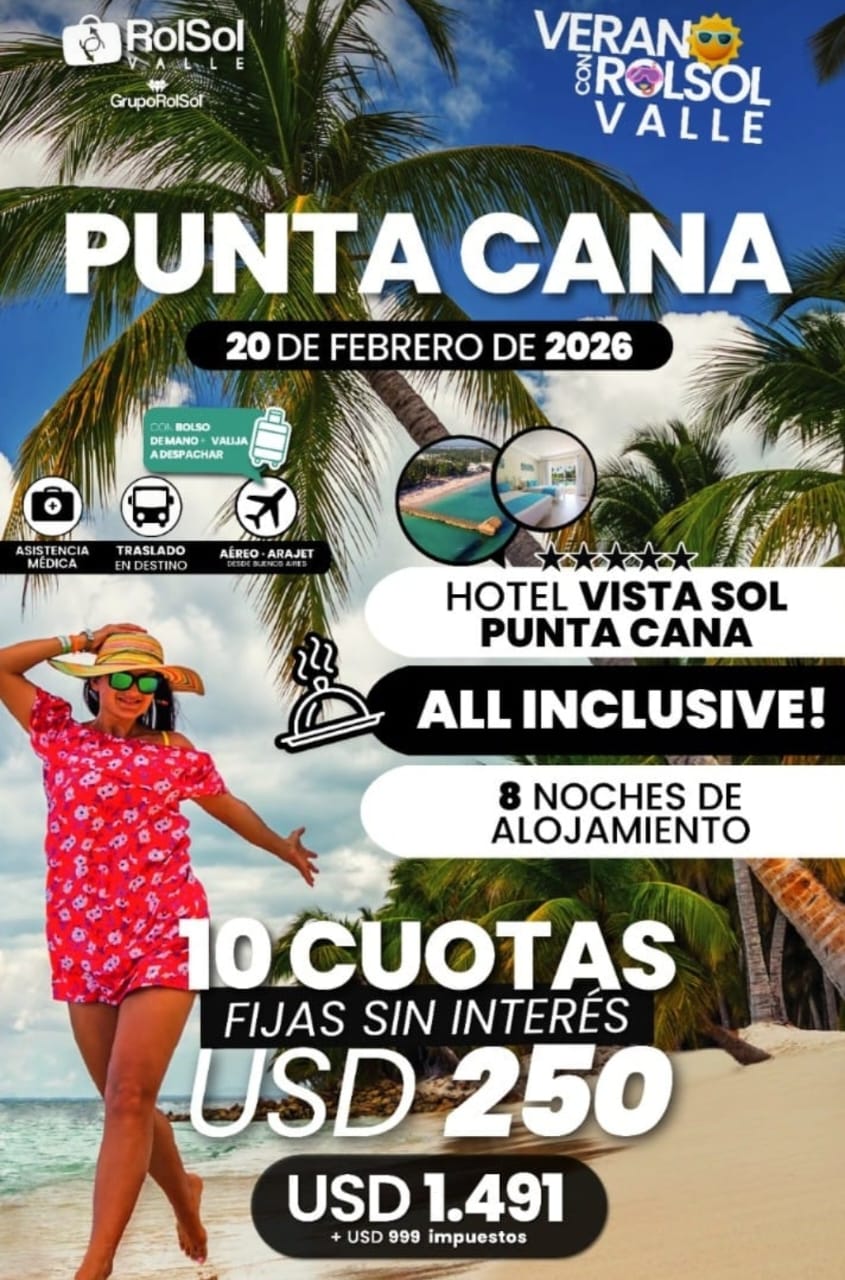 RolSol
VALLE
GrupoRolSol
VERANO
CON ROLSOL
VALLE
PUNTA CANA
20 DE FEBRERO DE 2026
CON BOLSO
DE MANO + VALIJA
A DESPACHAR
ASISTENCIA
MÉDICA
TRASLADO
EN DESTINO
AÉREO - ARAJET
DESDE BUENOS AIRES
HOTEL VISTA SOL
PUNTA CANA
ALL INCLUSIVE!
8 NOCHES DE
ALOJAMIENTO
10 CUOTAS
FIJAS SIN INTERÉS
USD 250
USD 1.491
+ USD 999 impuestos